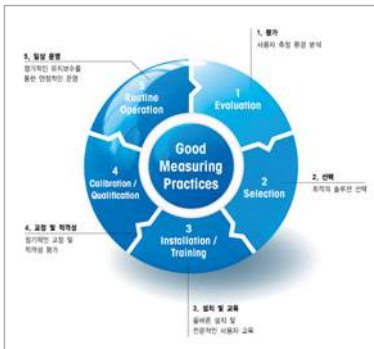 1. 평가
사용자 측정 환경 분석
5. 일상 운영
정기적인 유지보수를
통한 안정적인 운영
5
Routine
Operation
1
Evaluation
Good
Measuring
Practices
4
Calibration /
Qualification
2
Selection
2. 선택
최적의 솔루션 선택
3
Installation /
Training
4. 교정 및 적격성
정기적인 교정 및
적격성 평가
3. 설치 및 교육
올바른 설치 및
전문적인 사용자 교육